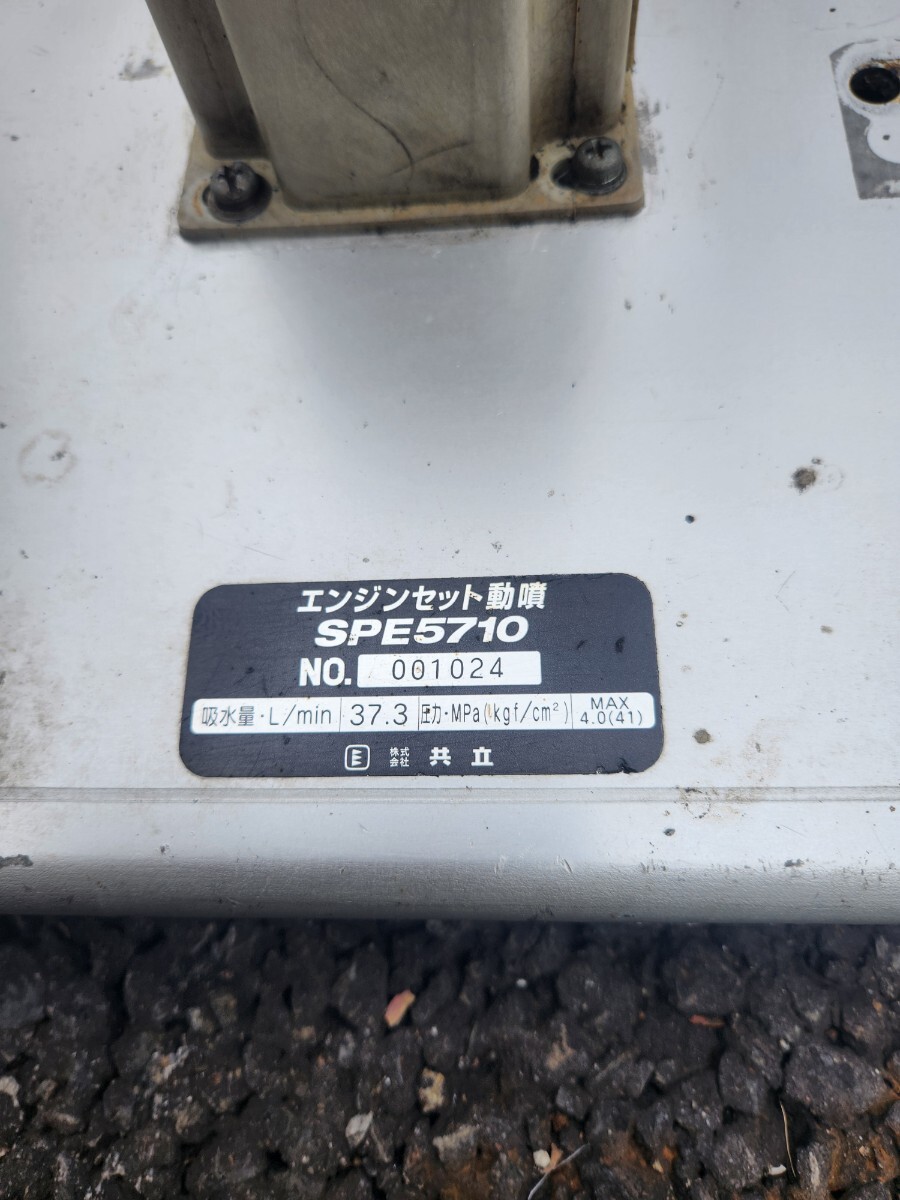 エンジンセット動噴
SPE5710
NO. 001024
吸水量・L/min 37.3 圧力・MPa(kgf/cm²) MAX 4.0(41)
株式会社 共立